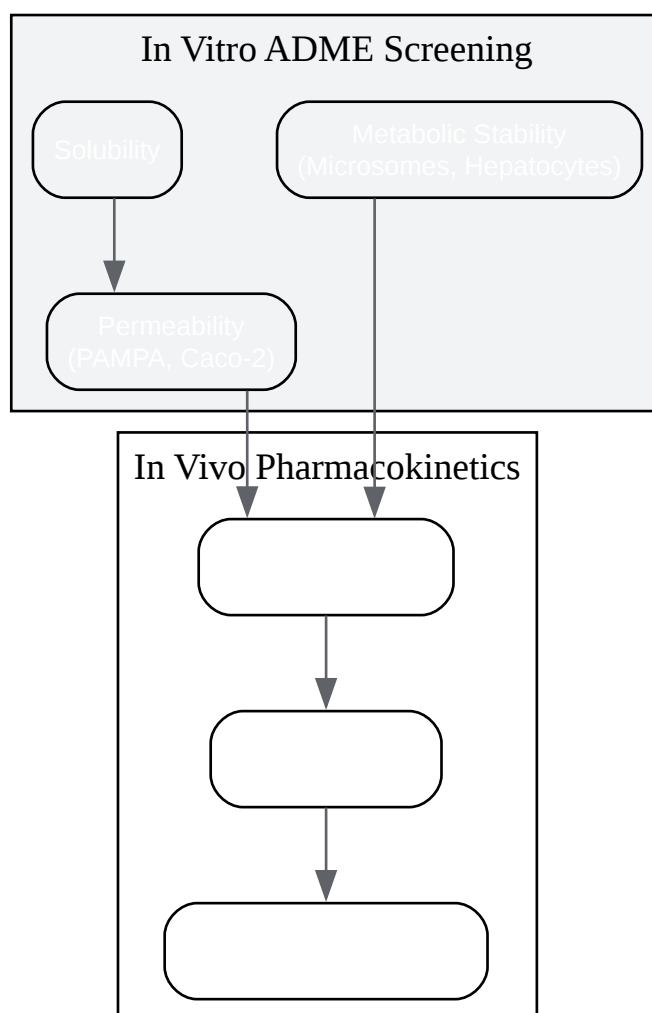 In Vitro ADME Screening
Solubility
Metabolic Stability
(Microsomes, Hepatocytes)
Permeability
(PAMPA, Caco-2)
In Vivo Pharmacokinetics